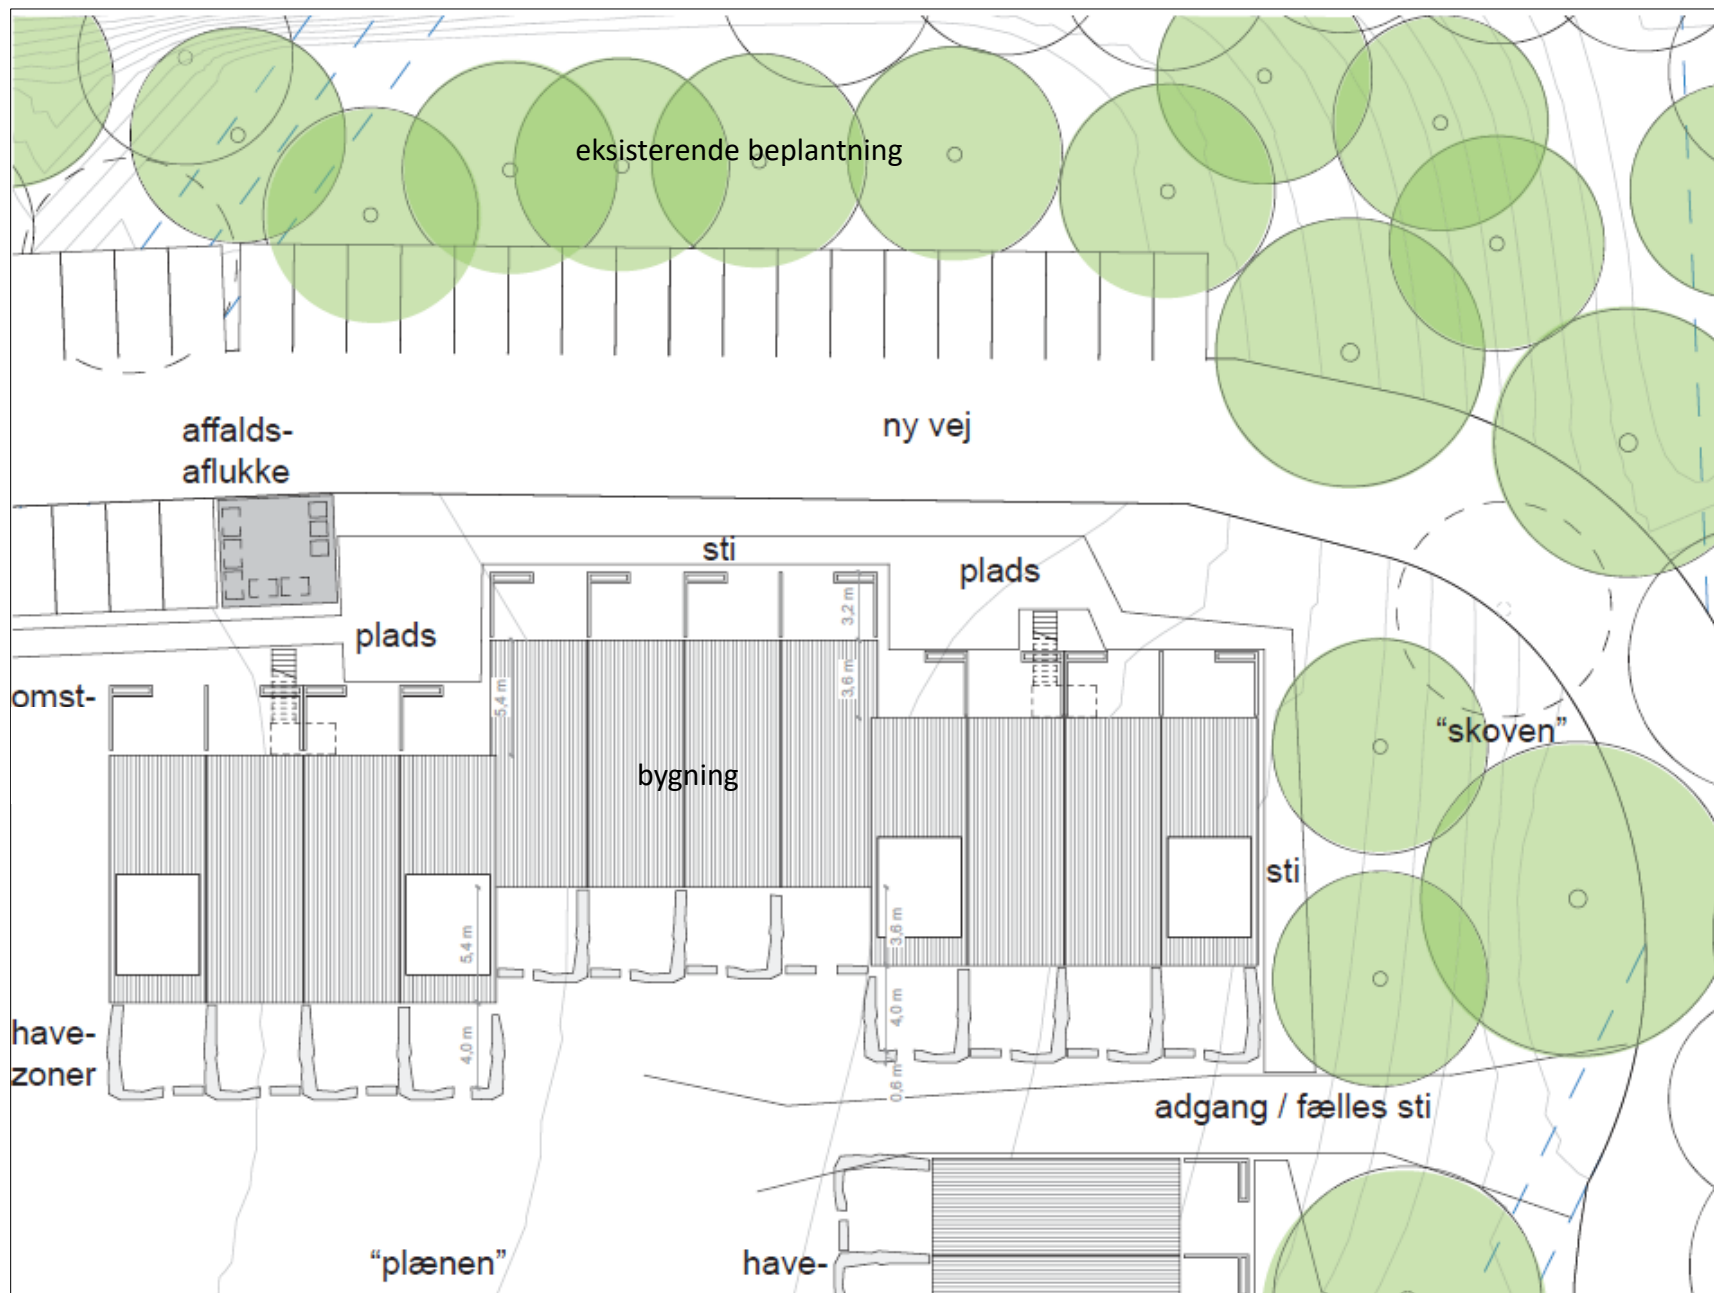 eksisterende beplantning
ny vej
affalds-
aflukke
sti
plads
plads
3,2 m
3,6 m
5,4 m
omst-
"skoven"
bygning
sti
5,4 m
3,6 m
4,0 m
4,0 m
0,6 m
have-
zoner
adgang / fælles sti
"plænen"
have-